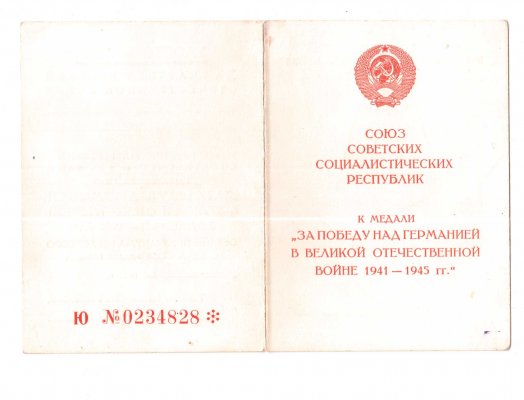 Ю №0234828 *
СОЮЗ
СОВЕТСКИХ
СОЦИАЛИСТИЧЕСКИХ
РЕСПУБЛИК
К МЕДАЛИ
„ЗА ПОБЕДУ НАД ГЕРМАНИЕЙ
В ВЕЛИКОЙ ОТЕЧЕСТВЕННОЙ
ВОЙНЕ 1941 — 1945 гг.“